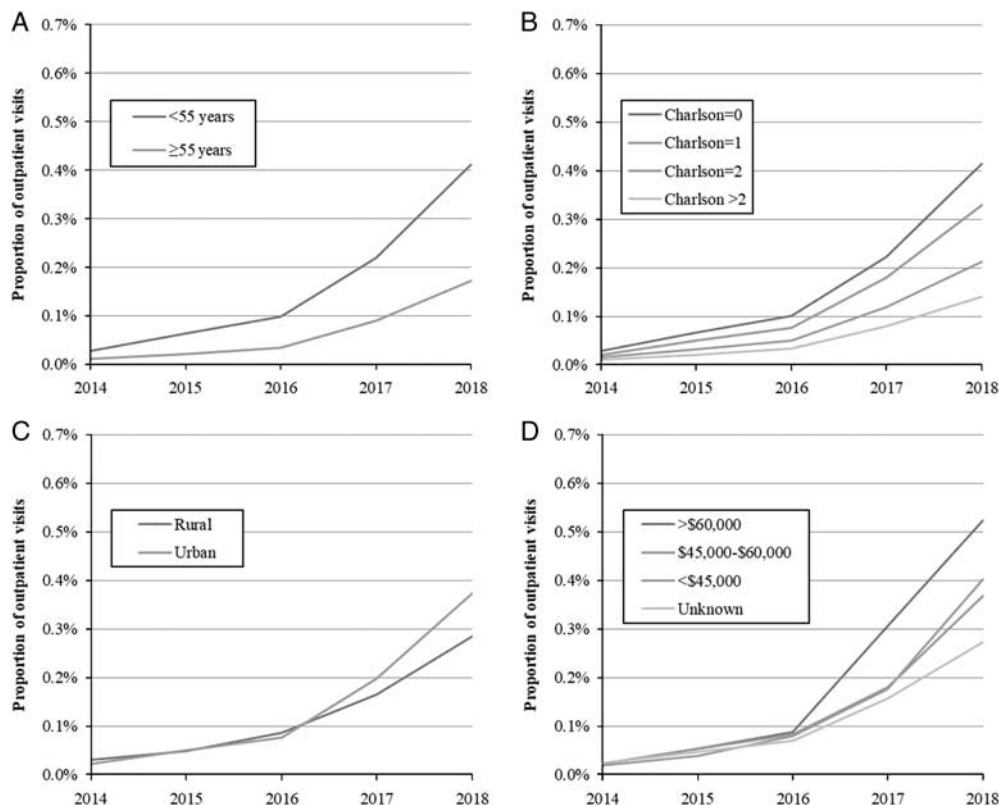 A
Proportion of outpatient visits
0.7%
0.6%
0.5%
0.4%
0.3%
0.2%
0.1%
0.0%
<55 years
≥55 years
2014 2015 2016 2017 2018
B
Proportion of outpatient visits
0.7%
0.6%
0.5%
0.4%
0.3%
0.2%
0.1%
0.0%
Charlson=0
Charlson=1
Charlson=2
Charlson >2
2014 2015 2016 2017 2018
C
Proportion of outpatient visits
0.7%
0.6%
0.5%
0.4%
0.3%
0.2%
0.1%
0.0%
Rural
Urban
2014 2015 2016 2017 2018
D
Proportion of outpatient visits
0.7%
0.6%
0.5%
0.4%
0.3%
0.2%
0.1%
0.0%
>$60,000
$45,000-$60,000
<$45,000
Unknown
2014 2015 2016 2017 2018